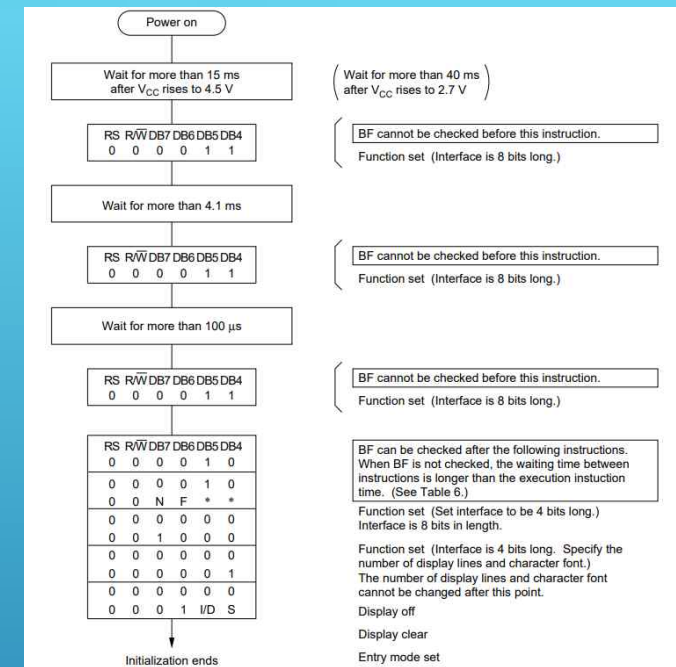 Power on
Wait for more than 15 ms
after VCC rises to 4.5 V
Wait for more than 40 ms
after VCC rises to 2.7 V
RS R/W̅ DB7 DB6 DB5 DB4
0 0 0 0 1 1
BF cannot be checked before this instruction.
Function set (Interface is 8 bits long.)
Wait for more than 4.1 ms
RS R/W̅ DB7 DB6 DB5 DB4
0 0 0 0 1 1
BF cannot be checked before this instruction.
Function set (Interface is 8 bits long.)
Wait for more than 100 µs
RS R/W̅ DB7 DB6 DB5 DB4
0 0 0 0 1 1
BF cannot be checked before this instruction.
Function set (Interface is 8 bits long.)
RS R/W̅ DB7 DB6 DB5 DB4
0 0 0 0 1 0
0 0 0 0 1 0
0 0 N F * *
0 0 0 0 0 0
0 0 1 0 0 0
0 0 0 0 0 0
0 0 0 0 0 1
0 0 0 0 0 0
0 0 0 1 I/D S
BF can be checked after the following instructions.
When BF is not checked, the waiting time between
instructions is longer than the execution instuction
time. (See Table 6.)
Function set (Set interface to be 4 bits long.)
Interface is 8 bits in length.
Function set (Interface is 4 bits long. Specify the
number of display lines and character font.)
The number of display lines and character font
cannot be changed after this point.
Display off
Display clear
Entry mode set
Initialization ends